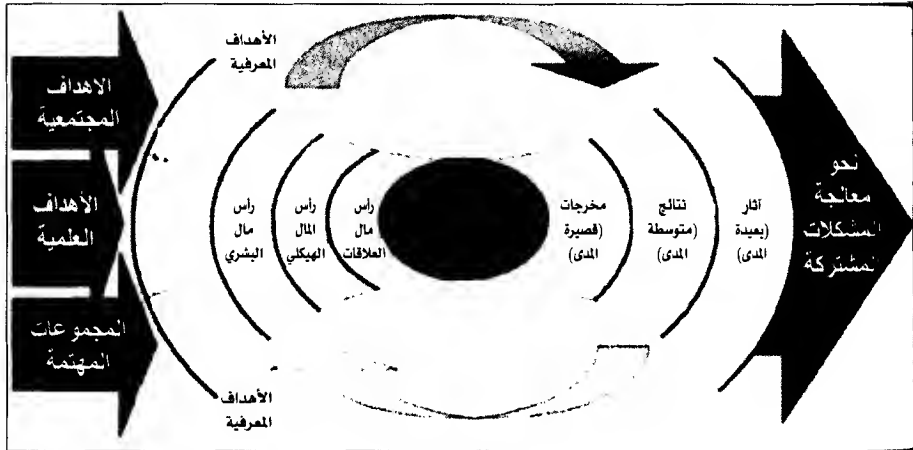 الأهداف
المعرفية
الاهداف
المجتمعية
الأهداف
العلمية
المجموعات
المهتمة
رأس
مال
البشري
رأس
المال
الهيكلي
رأس
مال
العلاقات
مخرجات
(قصيرة
المدى)
نتائج
(متوسطة
المدى)
آثار
(بعيدة
المدى)
نحو
معالجة
المشكلات
المشتركة
الأهداف
المعرفية